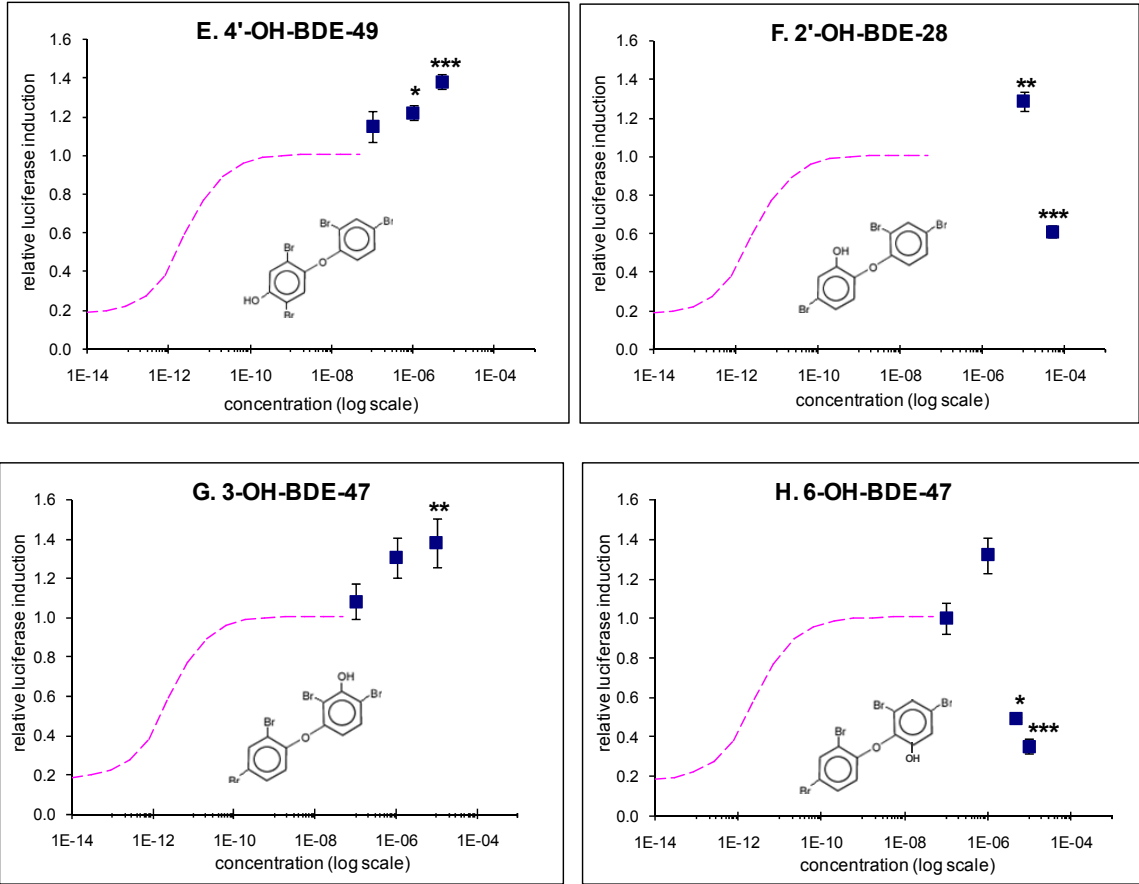 E. 4'-OH-BDE-49
1.6
1.4
1.2
1.0
0.8
0.6
0.4
0.2
0.0
relative luciferase induction
*
***
Br
Br
Br
O
HO
Br
1E-14 1E-12 1E-10 1E-08 1E-06 1E-04
concentration (log scale)
F. 2'-OH-BDE-28
1.6
1.4
1.2
1.0
0.8
0.6
0.4
0.2
0.0
relative luciferase induction
**
***
Br
Br
OH
O
Br
1E-14 1E-12 1E-10 1E-08 1E-06 1E-04
concentration (log scale)
G. 3-OH-BDE-47
1.6
1.4
1.2
1.0
0.8
0.6
0.4
0.2
0.0
relative luciferase induction
**
OH
Br
Br
Br
O
Br
1E-14 1E-12 1E-10 1E-08 1E-06 1E-04
concentration (log scale)
H. 6-OH-BDE-47
1.6
1.4
1.2
1.0
0.8
0.6
0.4
0.2
0.0
relative luciferase induction
*
***
Br
Br
Br
O
OH
Br
1E-14 1E-12 1E-10 1E-08 1E-06 1E-04
concentration (log scale)